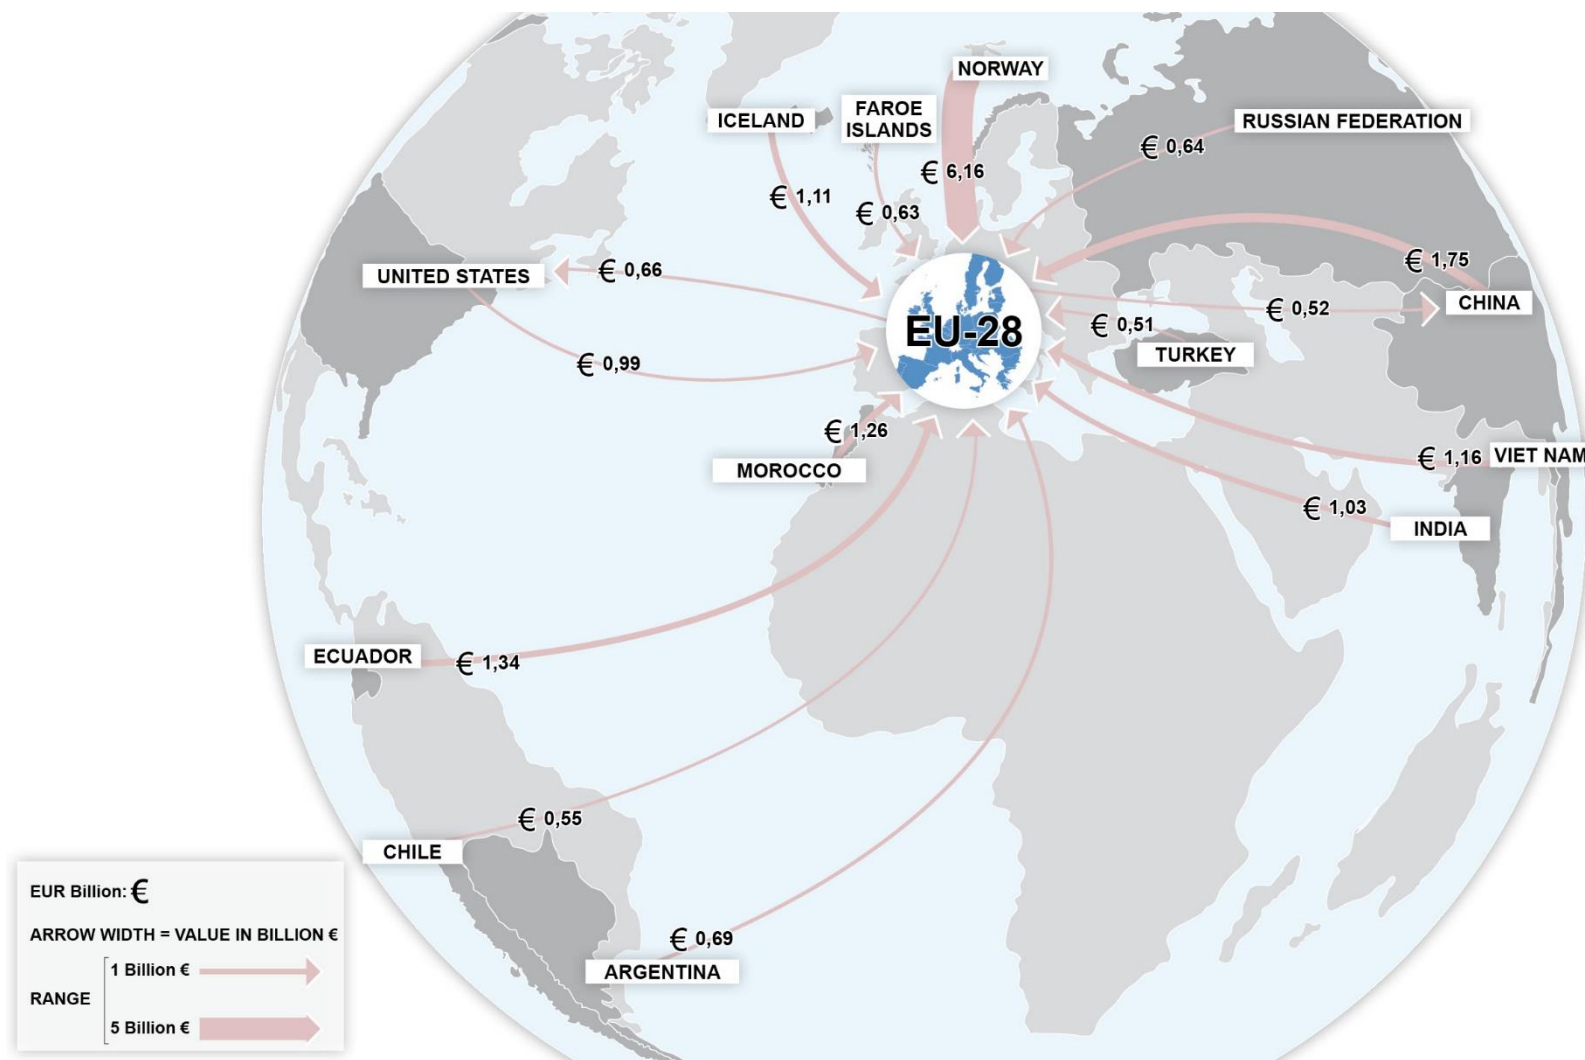 NORWAY
FAROE
ISLANDS
ICELAND
RUSSIAN FEDERATION
€ 0,64
€ 6,16
€ 1,11
€ 0,63
€ 1,75
€ 0,66
UNITED STATES
CHINA
€ 0,52
€ 0,51
EU-28
TURKEY
€ 0,99
€ 1,26
MOROCCO
€ 1,16
VIET NAM
€ 1,03
INDIA
ECUADOR
€ 1,34
€ 0,55
CHILE
€ 0,69
ARGENTINA
EUR Billion: €
ARROW WIDTH = VALUE IN BILLION €
1 Billion €
RANGE
5 Billion €